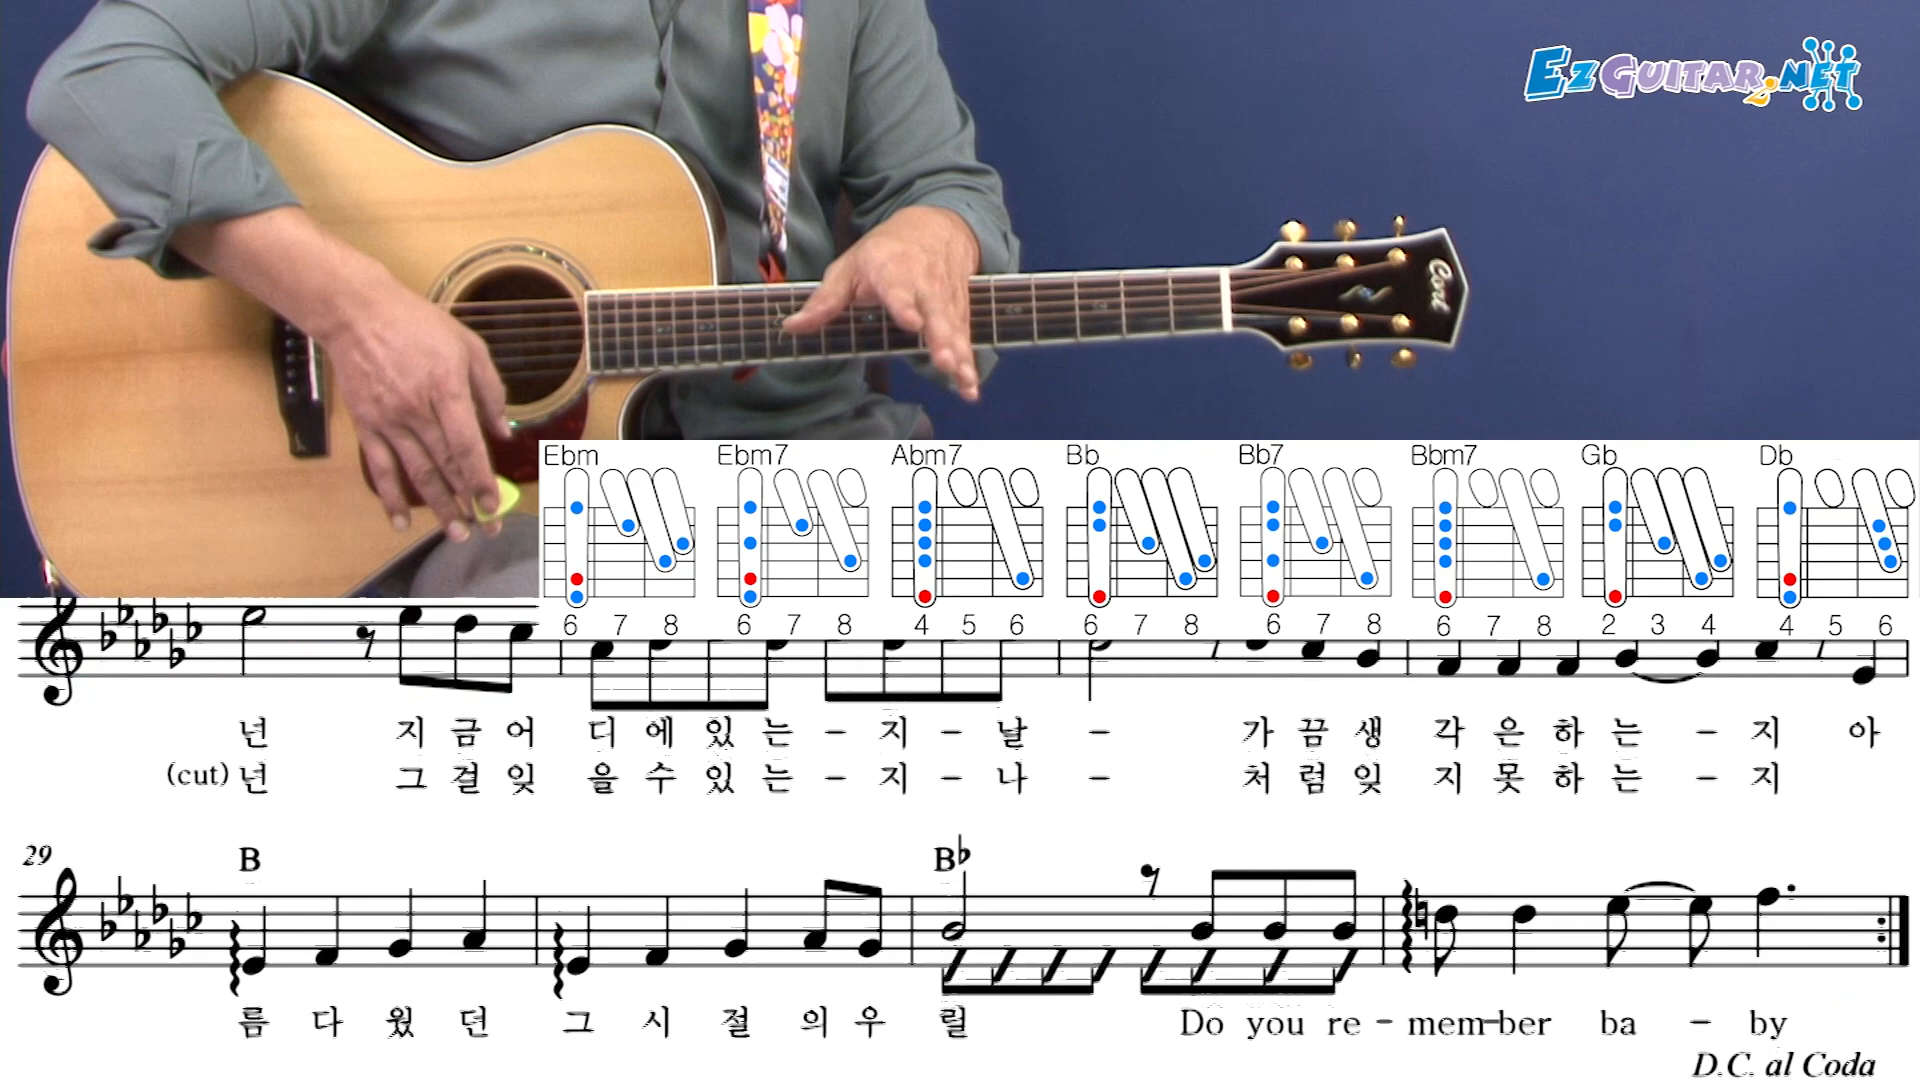 EzGuitar.net
Cort
Ebm Ebm7 Abm7 Bb Bb7 Bbm7 Gb Db
6 7 8 6 7 8 4 5 6 6 7 8 6 7 8 6 7 8 2 3 4 4 5 6
넌 지 금 어 디 에 있 는 - 지 - 날 - 가 끔 생 각 은 하 는 - 지 아
(cut) 넌 그 걸 잊 을 수 있 는 - 지 - 나 - 처 럼 잊 지 못 하 는 - 지
29 B B♭
름 다 웠 던 그 시 절 의 우 릴 Do you re - mem - ber ba - by
D.C. al Coda